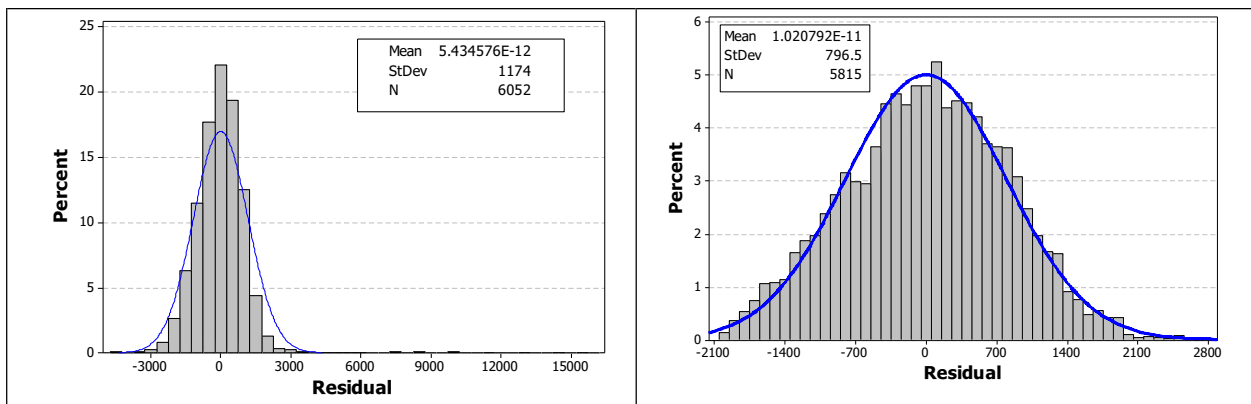 25
20
15
10
5
0
Percent
Mean 5.434576E-12
StDev 1174
N 6052
-3000 0 3000 6000 9000 12000 15000
Residual
6
5
4
3
2
1
0
Percent
Mean 1.020792E-11
StDev 796.5
N 5815
-2100 -1400 -700 0 700 1400 2100 2800
Residual